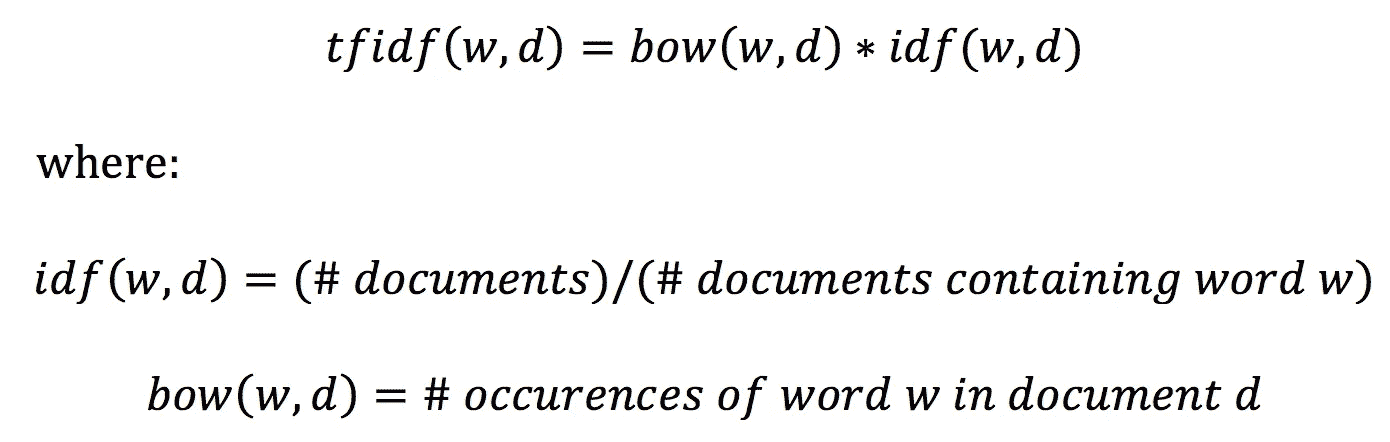 tfidf(w, d) = bow(w, d) * idf(w, d)
where:
idf(w, d) = (# documents)/(# documents containing word w)
bow(w, d) = # occurences of word w in document d